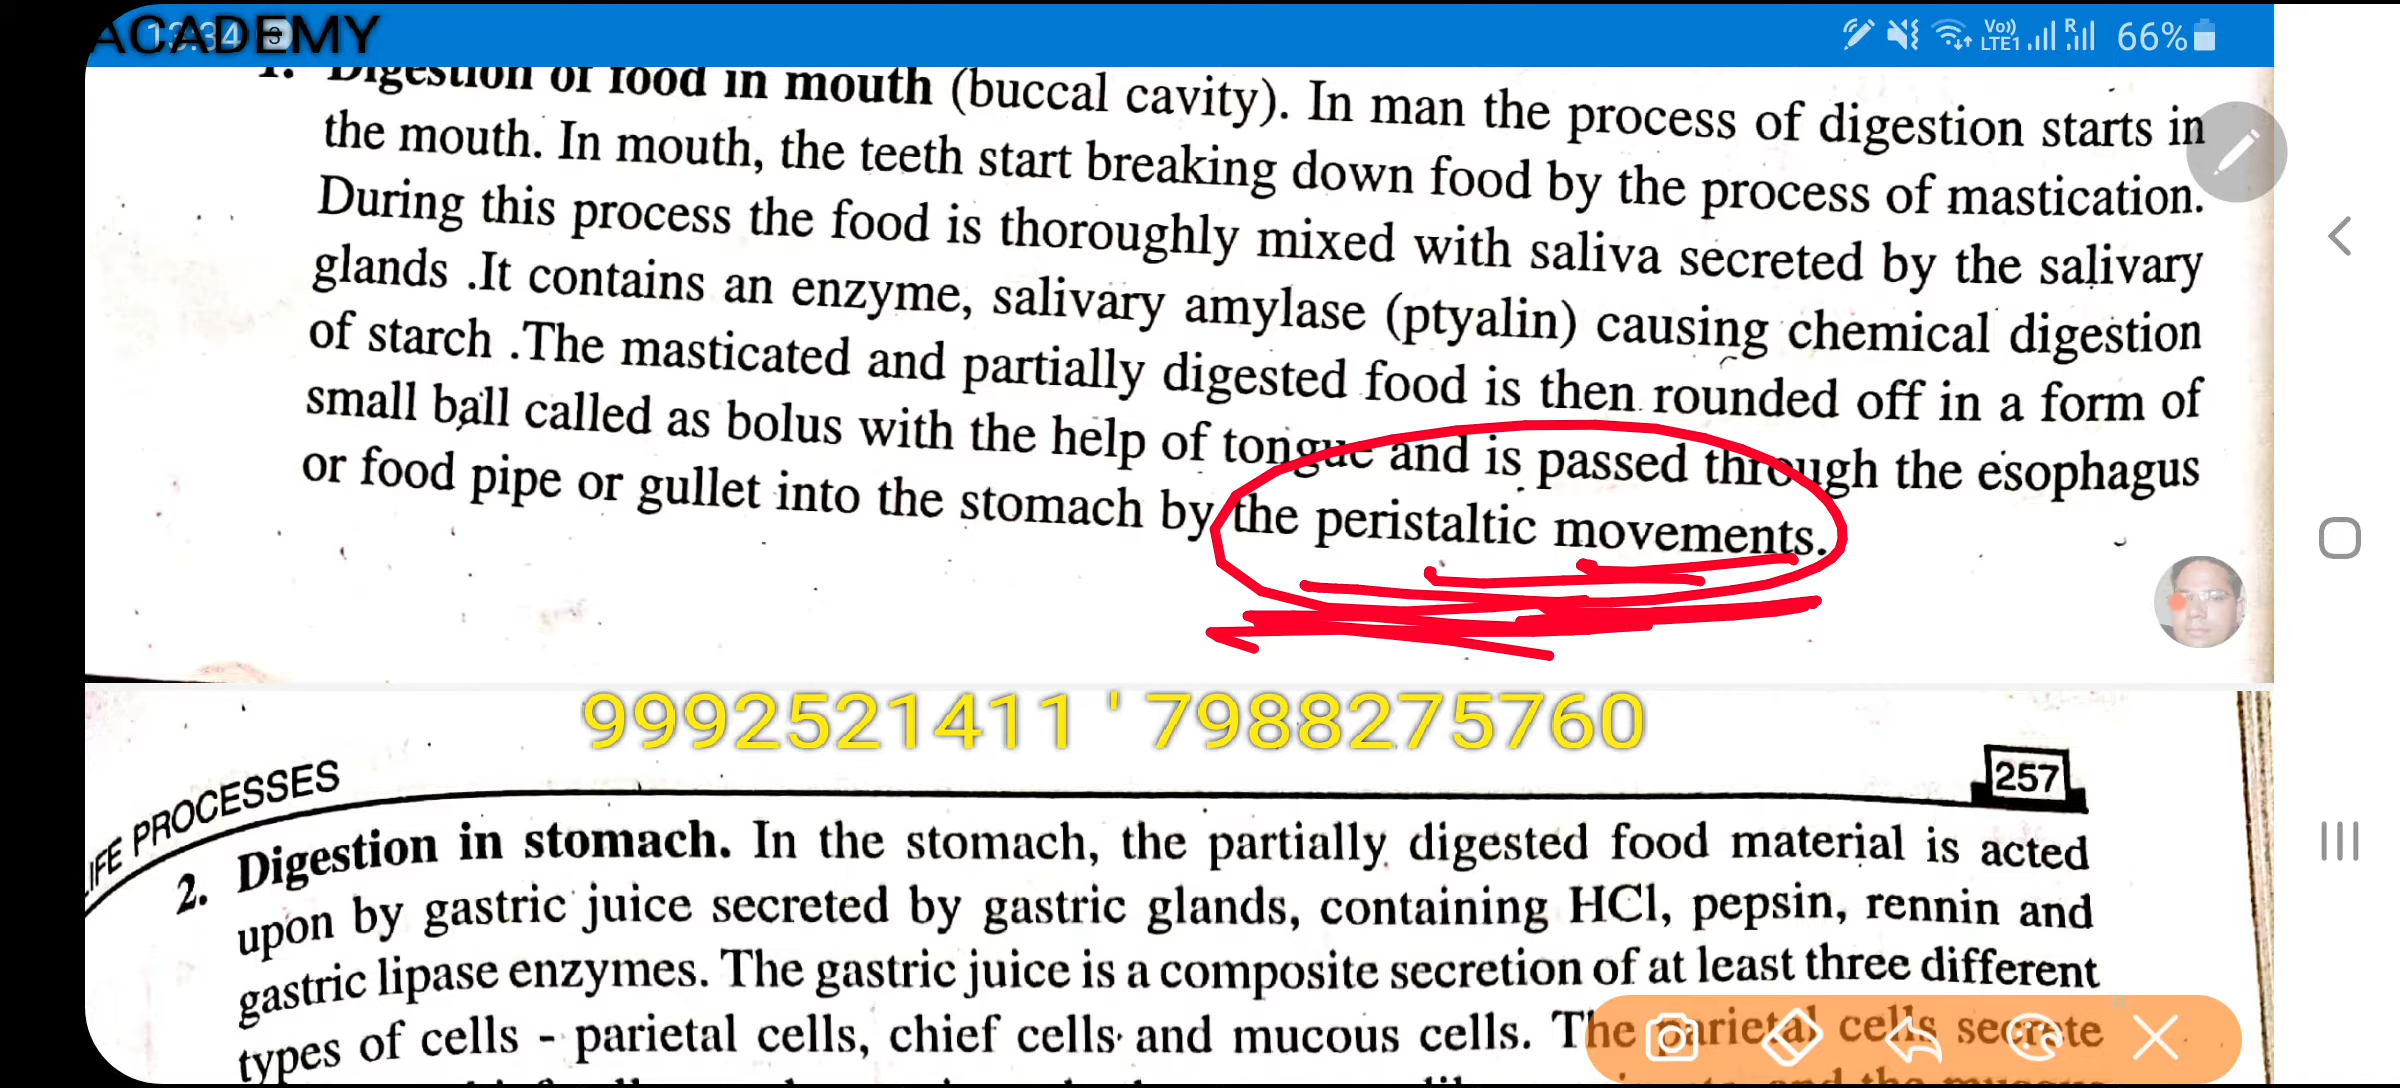 ACADEMY
13:34
Vo)) LTE1 R 66%
1. Digestion of food in mouth (buccal cavity). In man the process of digestion starts in
the mouth. In mouth, the teeth start breaking down food by the process of mastication.
During this process the food is thoroughly mixed with saliva secreted by the salivary
glands .It contains an enzyme, salivary amylase (ptyalin) causing chemical digestion
of starch .The masticated and partially digested food is then rounded off in a form of
small ball called as bolus with the help of tongue and is passed through the esophagus
or food pipe or gullet into the stomach by the peristaltic movements.
9992521411 ' 7988275760
LIFE PROCESSES
257
2. Digestion in stomach. In the stomach, the partially digested food material is acted
upon by gastric juice secreted by gastric glands, containing HCl, pepsin, rennin and
gastric lipase enzymes. The gastric juice is a composite secretion of at least three different
types of cells - parietal cells, chief cells and mucous cells. The parietal cells secrete